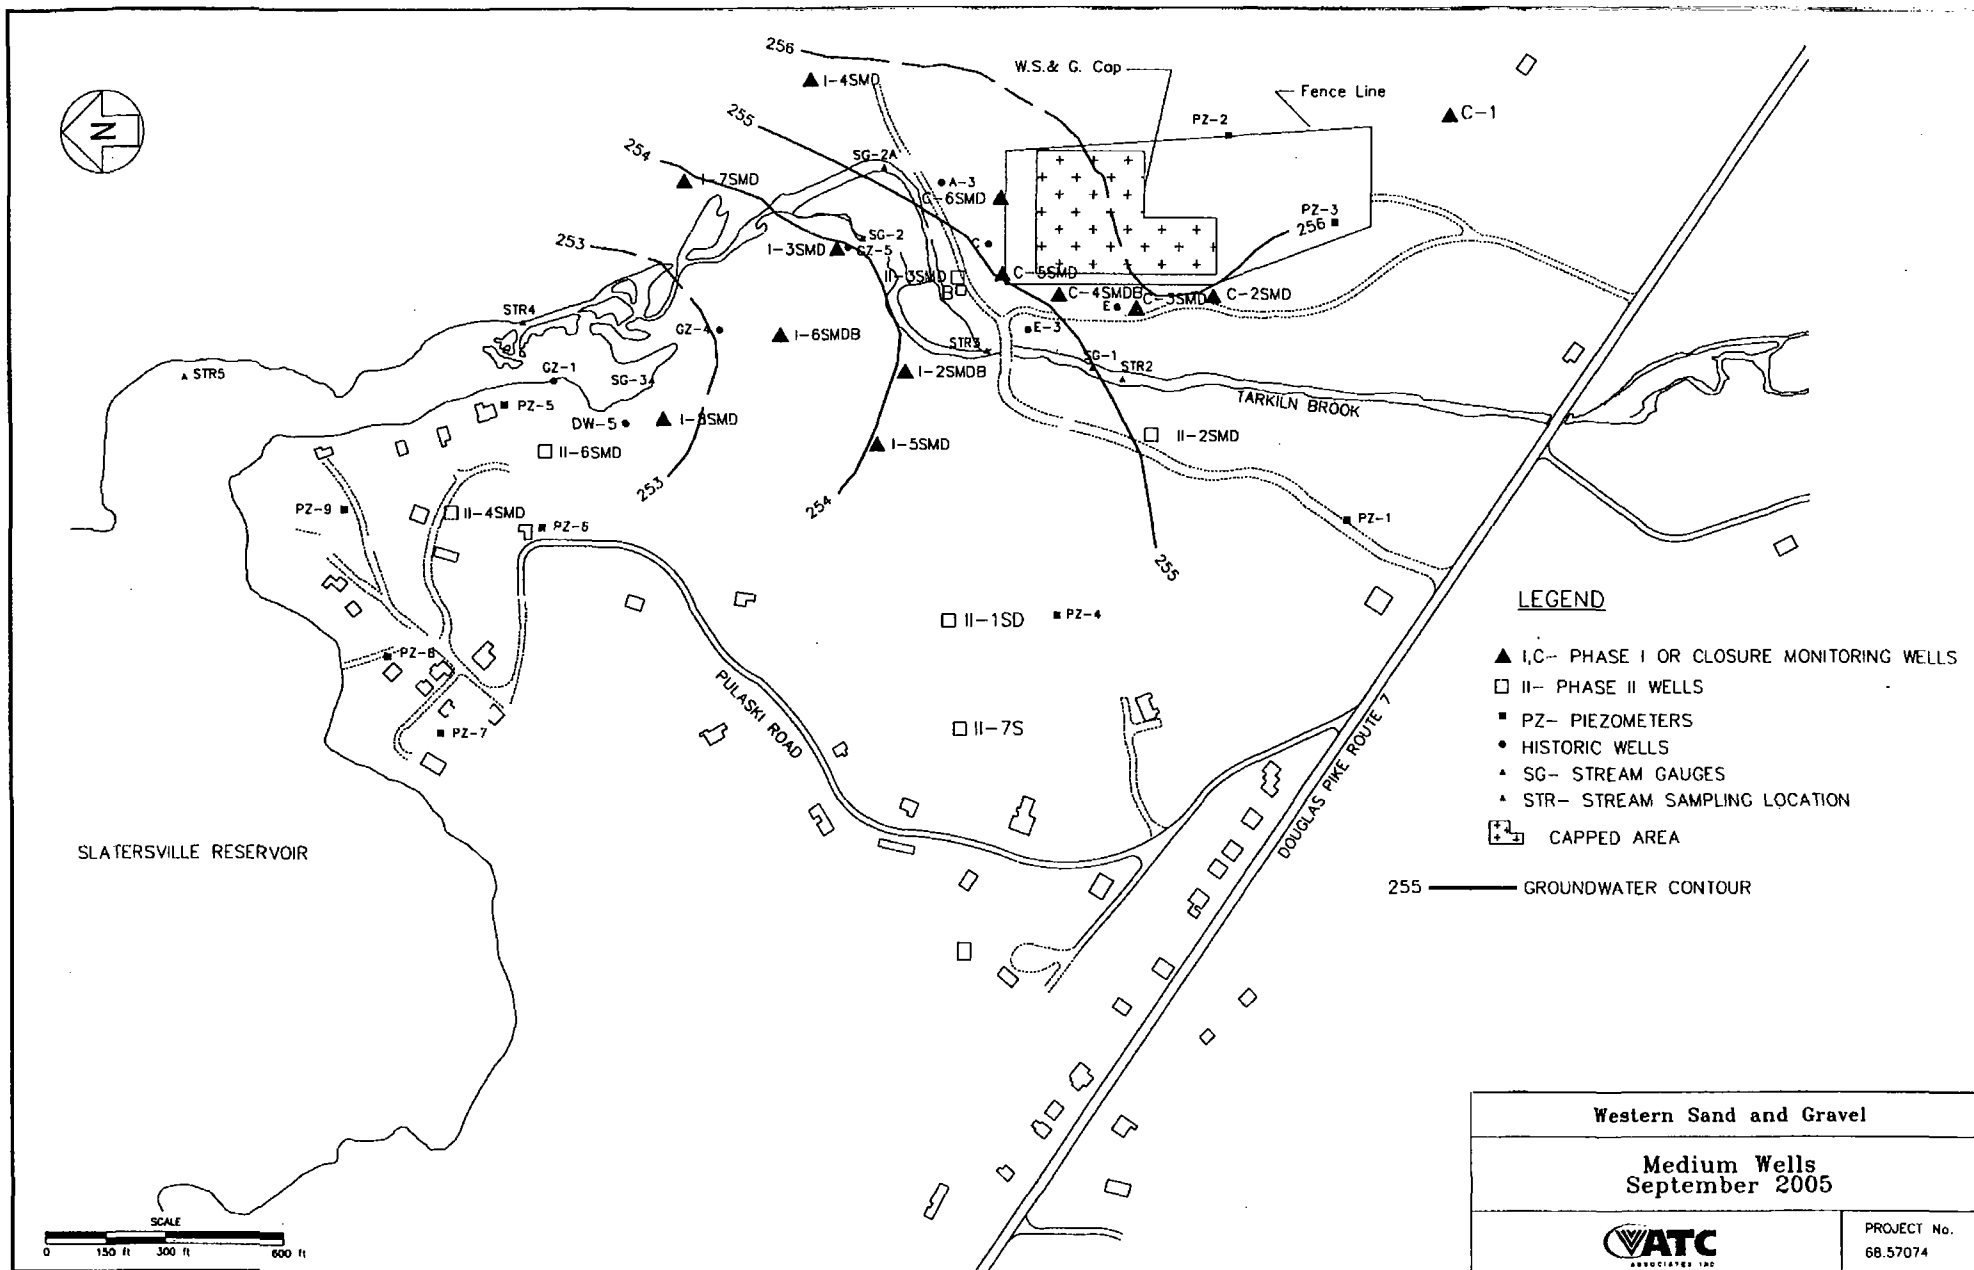 256
I-4SMD
W.S.& G. Cap
Fence Line
C-1
N
255
PZ-2
254
SG-2A
I-7SMD
A-3
C-6SMD
PZ-3
256
253
SG-2
I-3SMD
GZ-5
C
II-3SMD
C-5SMD
B
C-4SMDB
C-3SMD
C-2SMD
E
STR4
GZ-4
I-6SMDB
E-3
STR3
SG-1
STR2
STR5
GZ-1
SG-3
I-2SMDB
TARKILN BROOK
PZ-5
DW-5
I-8SMD
II-6SMD
I-5SMD
II-2SMD
253
254
PZ-9
II-4SMD
PZ-6
PZ-1
255
LEGEND
II-1SD
PZ-4
I,C- PHASE I OR CLOSURE MONITORING WELLS
PZ-8
II- PHASE II WELLS
PULASKI ROAD
PZ- PIEZOMETERS
PZ-7
II-7S
DOUGLAS PIKE ROUTE 7
HISTORIC WELLS
SG- STREAM GAUGES
STR- STREAM SAMPLING LOCATION
CAPPED AREA
SLATERSVILLE RESERVOIR
255
GROUNDWATER CONTOUR
Western Sand and Gravel
Medium Wells
September 2005
SCALE
0 150 ft 300 ft 600 ft
ATC
ASSOCIATES INC
PROJECT No.
68.57074